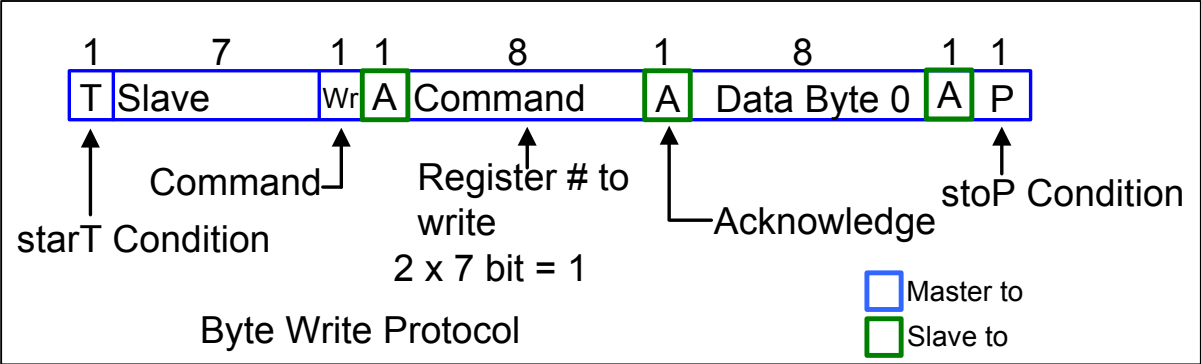 1 7 1 1 8 1 8 1 1
T Slave Wr A Command A Data Byte 0 A P
Command
Register # to
write
2 x 7 bit = 1
stoP Condition
Acknowledge
starT Condition
Master to
Slave to
Byte Write Protocol